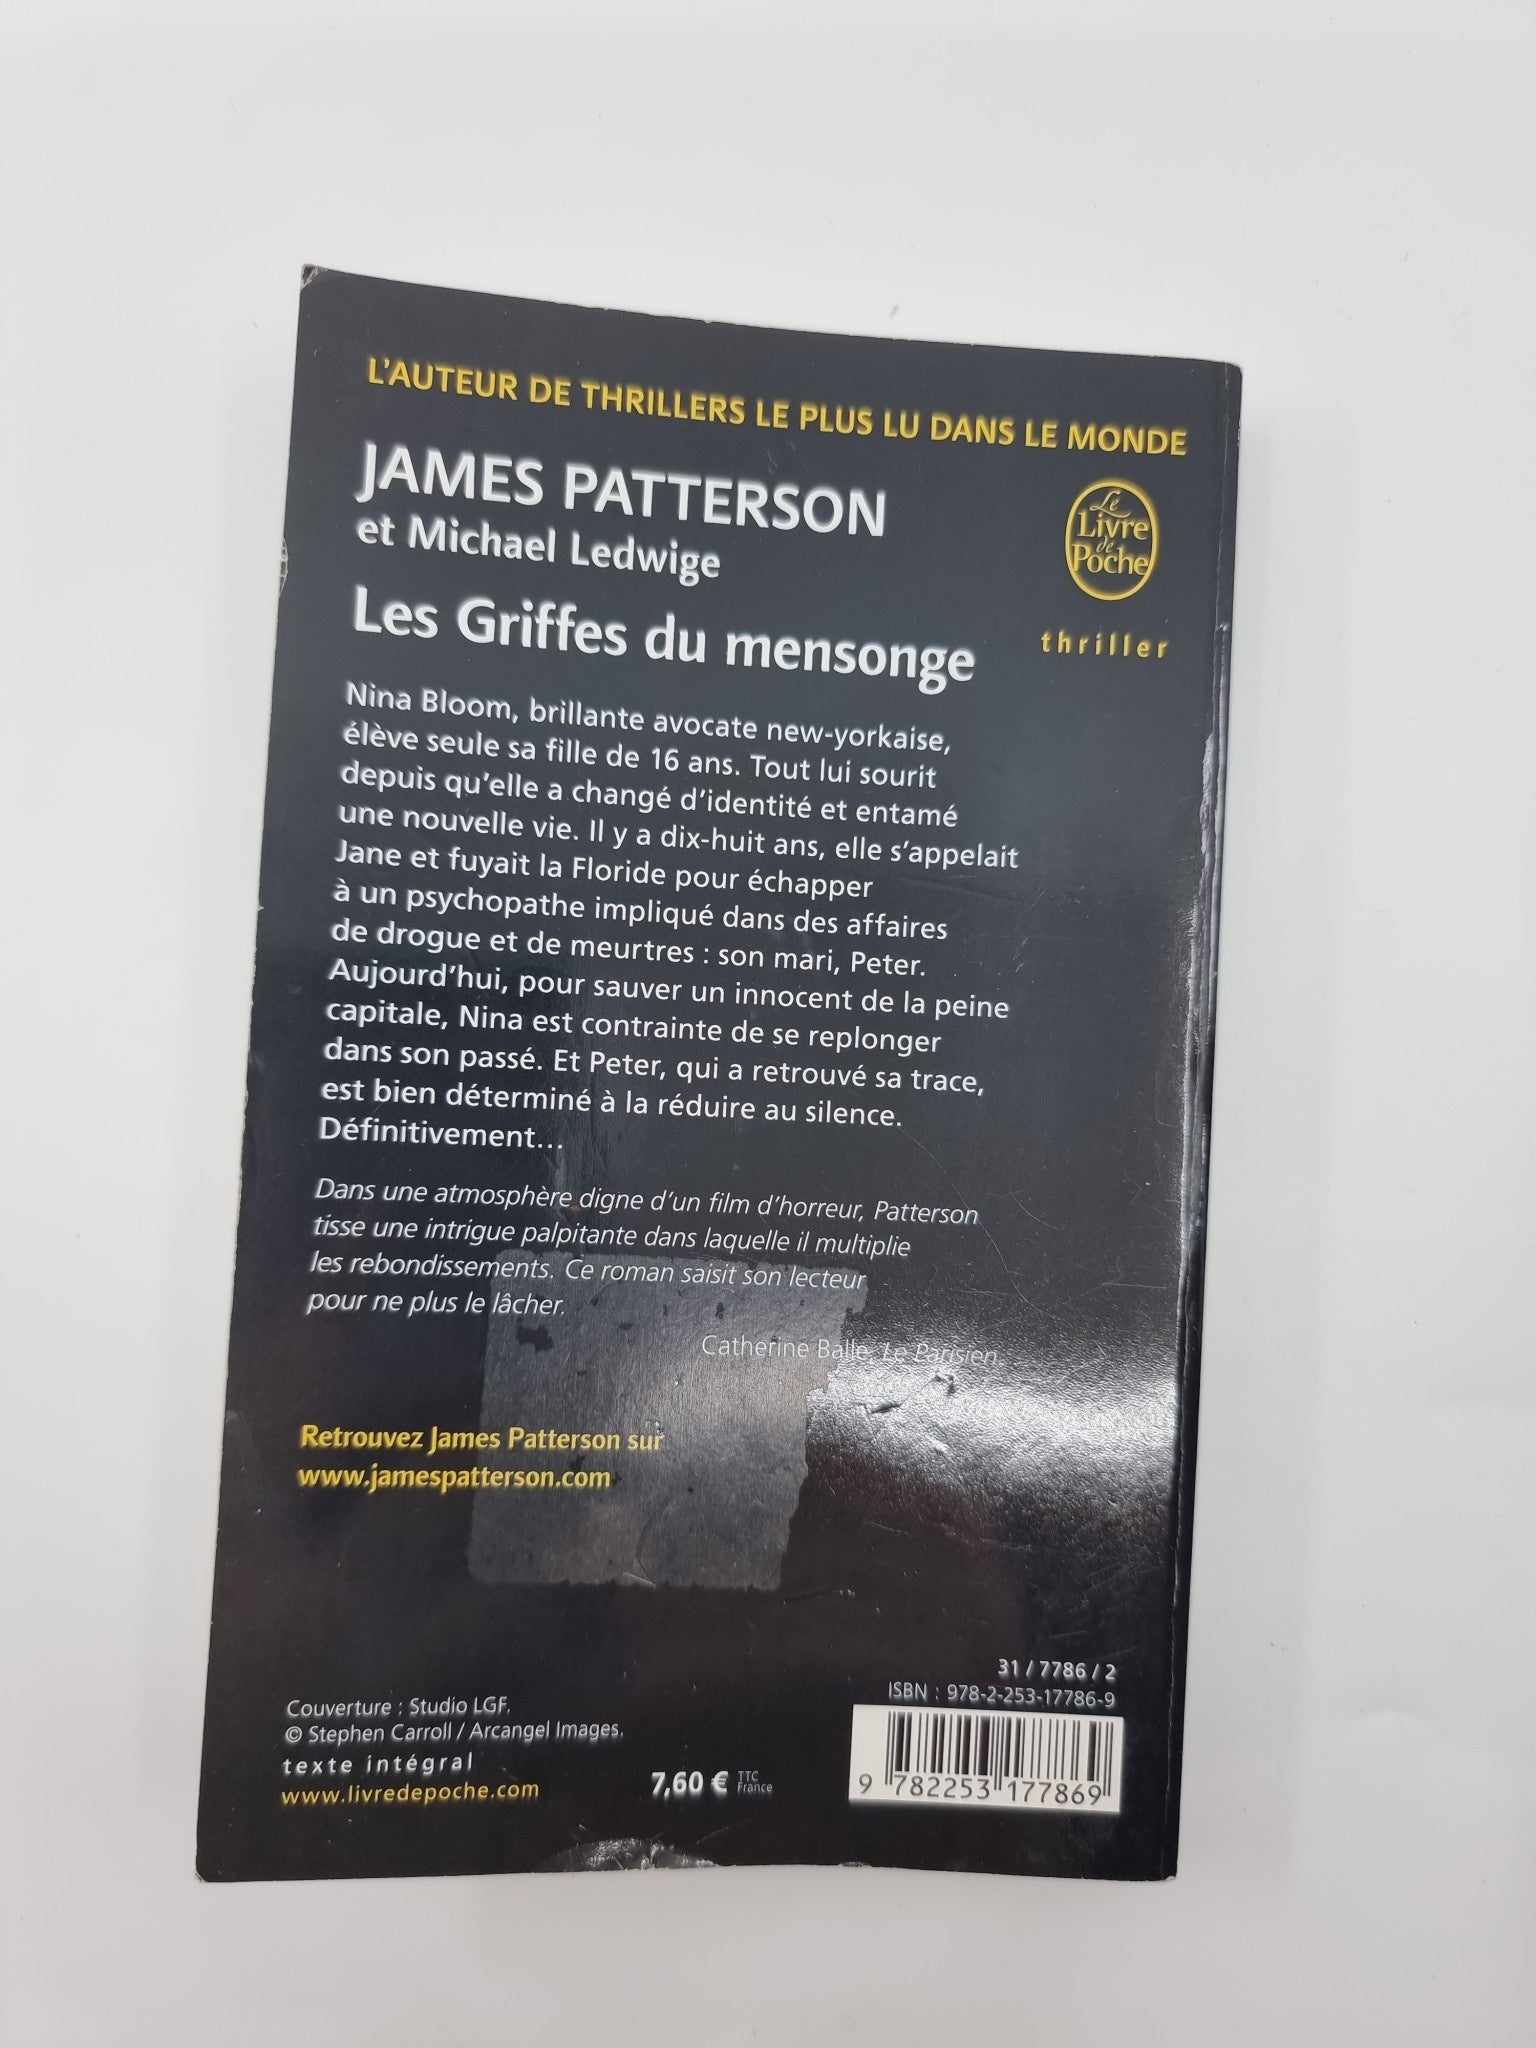 L'AUTEUR DE THRILLERS LE PLUS LU DANS LE MONDE
JAMES PATTERSON
et Michael Ledwige
Les Griffes du mensonge
Le
Livre
de
Poche
thriller
Nina Bloom, brillante avocate new-yorkaise,
élève seule sa fille de 16 ans. Tout lui sourit
depuis qu'elle a changé d'identité et entamé
une nouvelle vie. Il y a dix-huit ans, elle s'appelait
Jane et fuyait la Floride pour échapper
à un psychopathe impliqué dans des affaires
de drogue et de meurtres : son mari, Peter.
Aujourd'hui, pour sauver un innocent de la peine
capitale, Nina est contrainte de se replonger
dans son passé. Et Peter, qui a retrouvé sa trace,
est bien déterminé à la réduire au silence.
Définitivement...
Dans une atmosphère digne d'un film d'horreur, Patterson
tisse une intrigue palpitante dans laquelle il multiplie
les rebondissements. Ce roman saisit son lecteur
pour ne plus le lâcher.
Catherine Balle, Le Parisien
Retrouvez James Patterson sur
www.jamespatterson.com
31 / 7786 / 2
ISBN : 978-2-253-17786-9
Couverture : Studio LGF.
© Stephen Carroll / Arcangel Images.
texte intégral
www.livredepoche.com
7,60 € TTC
France
9 782253 177869